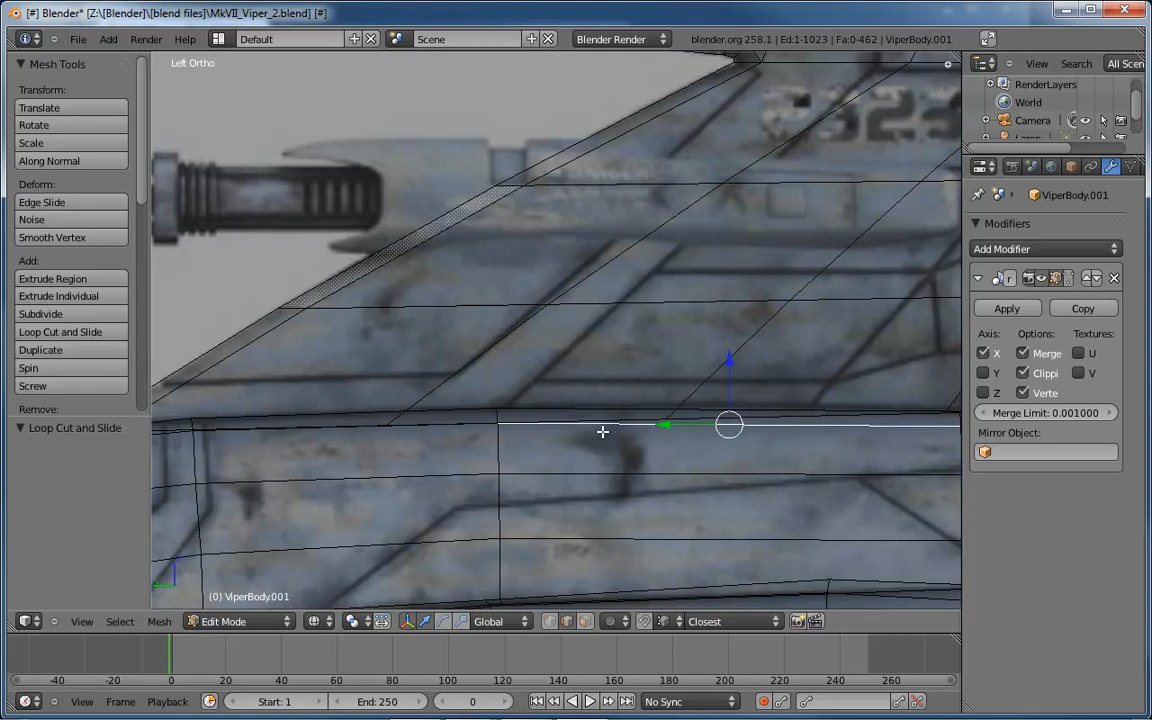 [#] Blender* [Z:\[Blender]\[blend files]\MkVII_Viper_2.blend] [#]
File Add Render Help Default Scene Blender Render blender.org 258.1 | Ed:1-1023 | Fa:0-462 | ViperBody.001
View Search All Scen
Mesh Tools
Transform:
Translate
Rotate
Scale
Along Normal
Deform:
Edge Slide
Noise
Smooth Vertex
Add:
Extrude Region
Extrude Individual
Subdivide
Loop Cut and Slide
Duplicate
Spin
Screw
Remove:
Loop Cut and Slide
Left Ortho
(0) ViperBody.001
RenderLayers
World
Camera
ViperBody.001
Modifiers
Add Modifier
Apply Copy
Axis: Options: Textures:
X Merge U
Y Clippi V
Z Verte
Merge Limit: 0.001000
Mirror Object:
View Select Mesh Edit Mode Global Closest
-40 -20 0 20 40 60 80 100 120 140 160 180 200 220 240 260 280
View Frame Playback Start: 1 End: 250 0 No Sync